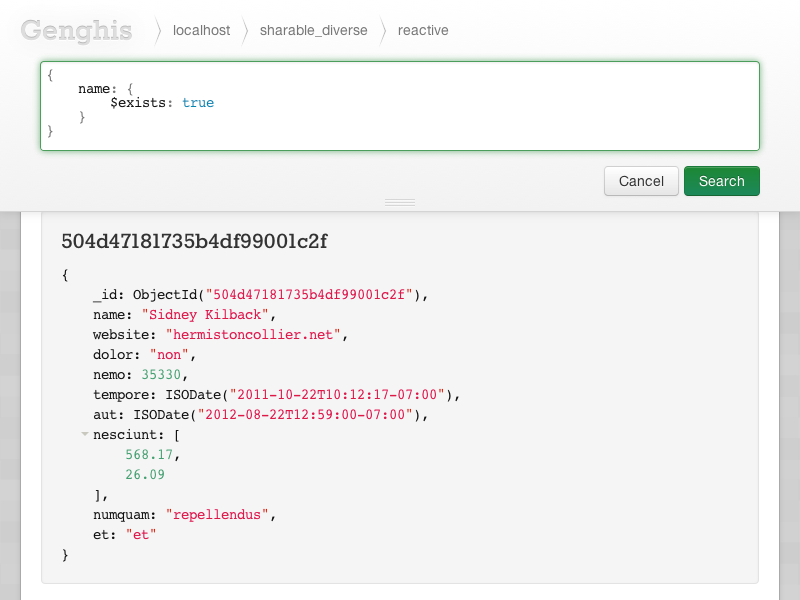 Genghis localhost sharable_diverse reactive
{
    name: {
        $exists: true
    }
}
Cancel Search
504d47181735b4df99001c2f
{
    _id: ObjectId("504d47181735b4df99001c2f"),
    name: "Sidney Kilback",
    website: "hermistoncollier.net",
    dolor: "non",
    nemo: 35330,
    tempore: ISODate("2011-10-22T10:12:17-07:00"),
    aut: ISODate("2012-08-22T12:59:00-07:00"),
    nesciunt: [
        568.17,
        26.09
    ],
    numquam: "repellendus",
    et: "et"
}